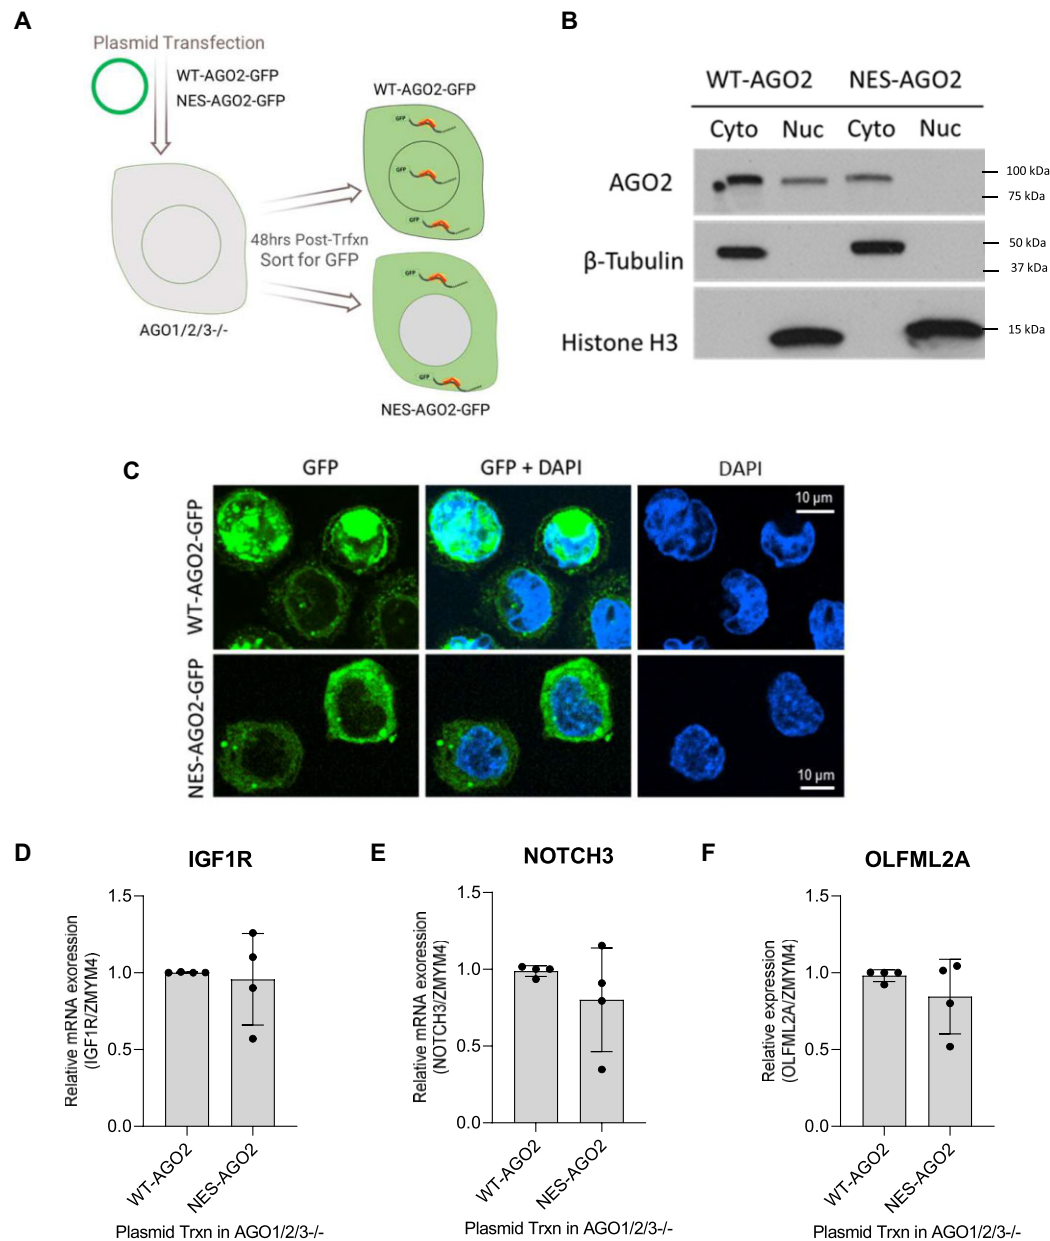 A
Plasmid Transfection
WT-AGO2-GFP
NES-AGO2-GFP
AGO1/2/3-/-
48hrs Post-Trfxn
Sort for GFP
WT-AGO2-GFP
GFP
GFP
GFP
GFP
GFP
NES-AGO2-GFP
B
WT-AGO2 NES-AGO2
Cyto Nuc Cyto Nuc
AGO2
100 kDa
75 kDa
β-Tubulin
50 kDa
37 kDa
Histone H3
15 kDa
C
GFP GFP + DAPI DAPI
WT-AGO2-GFP
10 µm
NES-AGO2-GFP
10 µm
D
IGF1R
Relative mRNA exoression
(IGF1R/ZMYM4)
1.5
1.0
0.5
0.0
WT-AGO2
NES-AGO2
Plasmid Trxn in AGO1/2/3-/-
E
NOTCH3
Relative mRNA exoression
(NOTCH3/ZMYM4)
1.5
1.0
0.5
0.0
WT-AGO2
NES-AGO2
Plasmid Trxn in AGO1/2/3-/-
F
OLFML2A
Relative expression
(OLFML2A/ZMYM4)
1.5
1.0
0.5
0.0
WT-AGO2
NES-AGO2
Plasmid Trxn in AGO1/2/3-/-